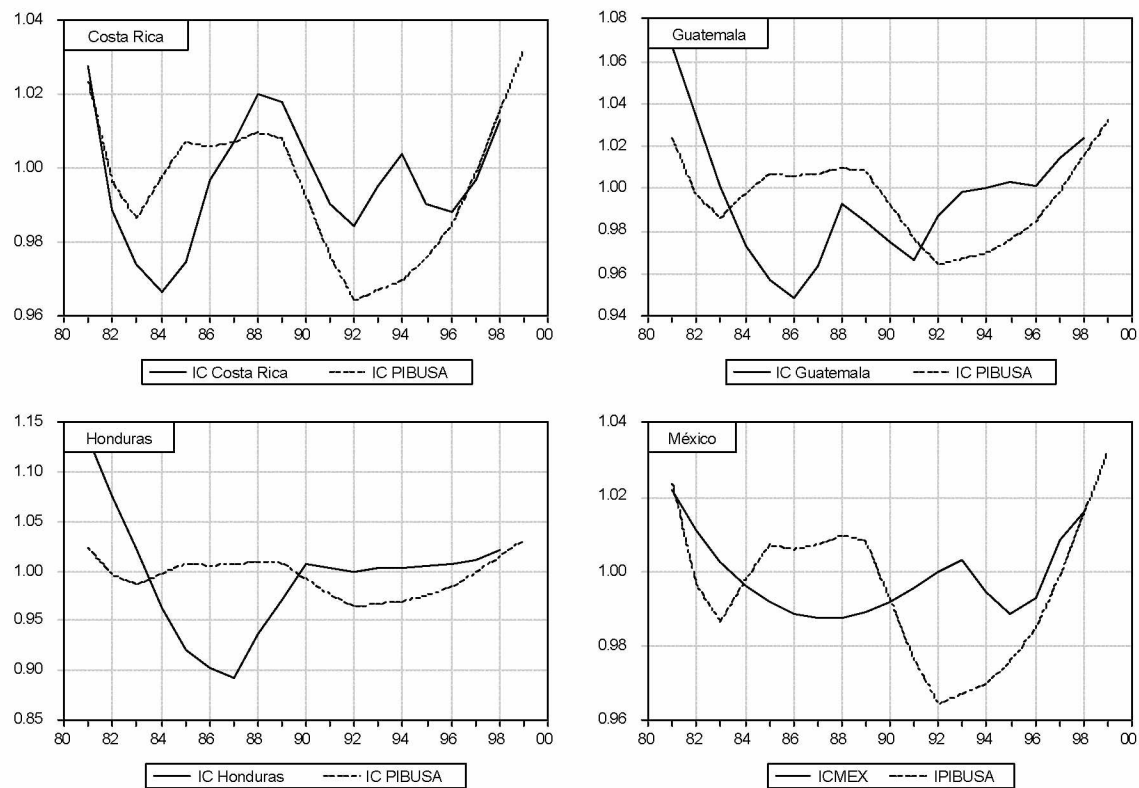 Costa Rica
1.04
1.02
1.00
0.98
0.96
80 82 84 86 88 90 92 94 96 98 00
IC Costa Rica IC PIBUSA
Guatemala
1.08
1.06
1.04
1.02
1.00
0.98
0.96
0.94
80 82 84 86 88 90 92 94 96 98 00
IC Guatemala IC PIBUSA
Honduras
1.15
1.10
1.05
1.00
0.95
0.90
0.85
80 82 84 86 88 90 92 94 96 98 00
IC Honduras IC PIBUSA
México
1.04
1.02
1.00
0.98
0.96
80 82 84 86 88 90 92 94 96 98 00
ICMEX IPIBUSA